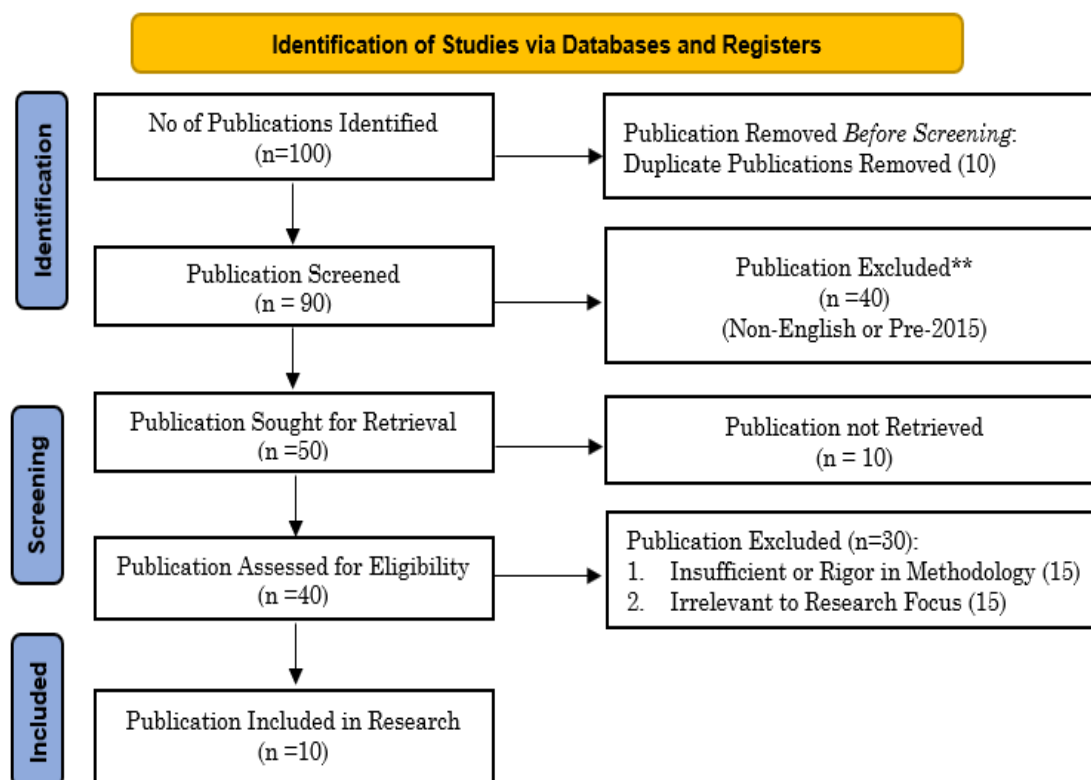 Identification of Studies via Databases and Registers
Identification
No of Publications Identified
(n=100)
Publication Removed Before Screening:
Duplicate Publications Removed (10)
Publication Screened
(n = 90)
Publication Excluded**
(n =40)
(Non-English or Pre-2015)
Screening
Publication Sought for Retrieval
(n =50)
Publication not Retrieved
(n = 10)
Publication Assessed for Eligibility
(n =40)
Publication Excluded (n=30):
1. Insufficient or Rigor in Methodology (15)
2. Irrelevant to Research Focus (15)
Included
Publication Included in Research
(n =10)